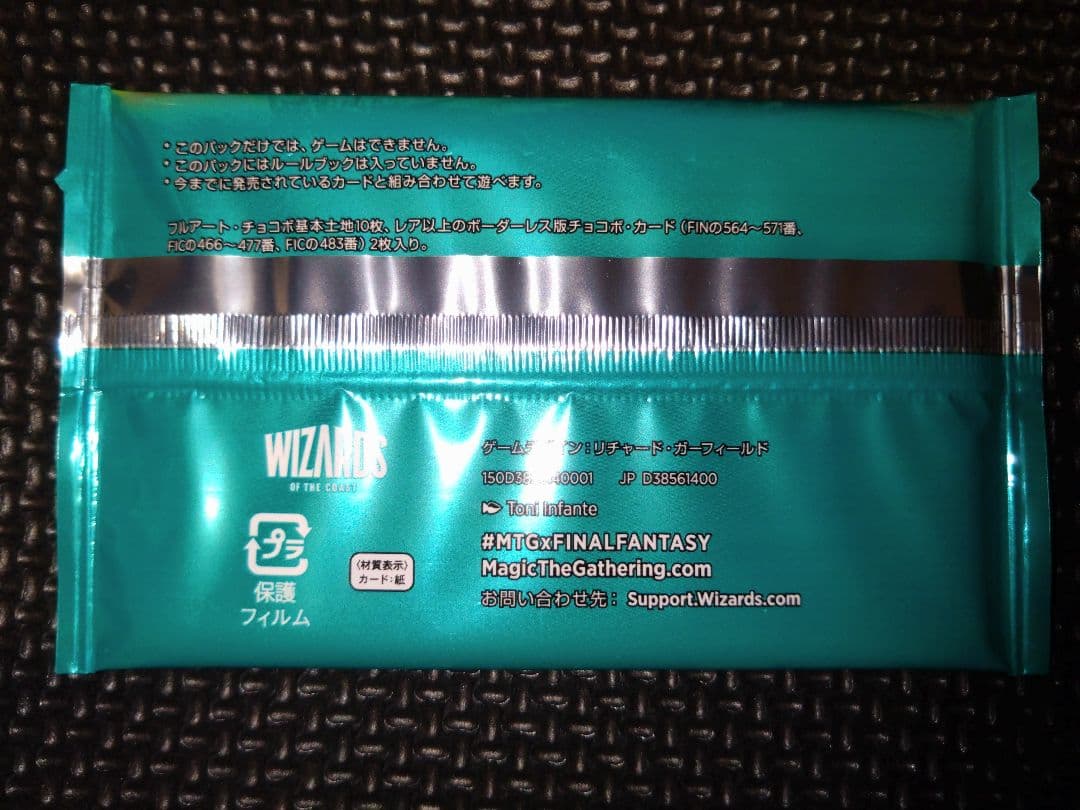 * このパックだけでは、ゲームはできません。
* このパックにはルールブックは入っていません。
* 今までに発売されているカードと組み合わせて遊べます。
フルアート・チョコボ基本土地10枚、レア以上のボーダーレス版チョコボ・カード（FINの564～571番、
FICの466～477番、FICの483番）2枚入り。
WIZARDS
OF THE COAST
ゲームデザイン：リチャード・ガーフィールド
JP D38561400
Toni Infante
#MTGxFINALFANTASY
MagicTheGathering.com
お問い合わせ先： Support.Wizards.com
プラ
保護
フィルム
〈材質表示〉
カード：紙